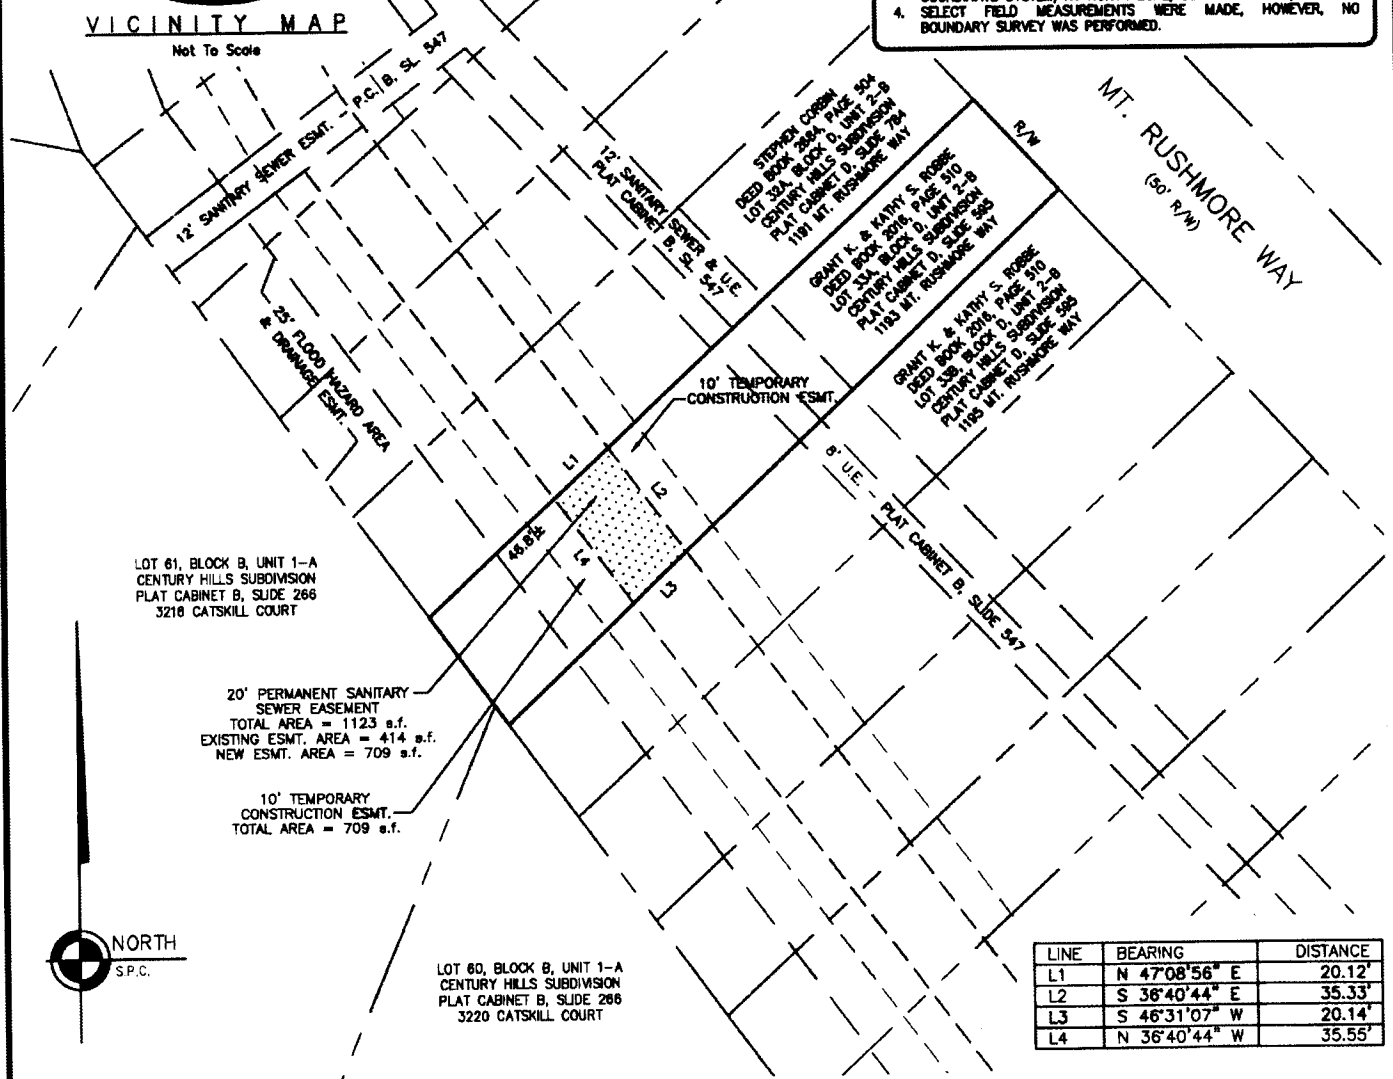 VICINITY MAP
Not To Scale
4. SELECT FIELD MEASUREMENTS WERE MADE, HOWEVER, NO
BOUNDARY SURVEY WAS PERFORMED.
12' SANITARY SEWER ESMT. - P.C. B, SL. 547
12' SANITARY SEWER & U.E.
PLAT CABINET B, SL. 547
STEPHEN CORBIN
DEED BOOK 2684, PAGE 504
LOT 32A, BLOCK D, UNIT 2-B
CENTURY HILLS SUBDIVISION
PLAT CABINET D, SLIDE 784
1191 MT. RUSHMORE WAY
R/W
MT. RUSHMORE WAY
(50' R/W)
GRANT K. & KATHY S. ROBBE
DEED BOOK 2016, PAGE 510
LOT 33A, BLOCK D, UNIT 2-B
CENTURY HILLS SUBDIVISION
PLAT CABINET D, SLIDE 595
1193 MT. RUSHMORE WAY
GRANT K. & KATHY S. ROBBE
DEED BOOK 2016, PAGE 510
LOT 33B, BLOCK D, UNIT 2-B
CENTURY HILLS SUBDIVISION
PLAT CABINET D, SLIDE 595
1195 MT. RUSHMORE WAY
25' FLOOD HAZARD AREA
& DRAINAGE ESMT.
10' TEMPORARY
CONSTRUCTION ESMT.
L1
L2
46.8'±
L4
L3
8' U.E. - PLAT CABINET B, SLIDE 547
LOT 61, BLOCK B, UNIT 1-A
CENTURY HILLS SUBDIVISION
PLAT CABINET B, SLIDE 266
3218 CATSKILL COURT
20' PERMANENT SANITARY
SEWER EASEMENT
TOTAL AREA = 1123 s.f.
EXISTING ESMT. AREA = 414 s.f.
NEW ESMT. AREA = 709 s.f.
10' TEMPORARY
CONSTRUCTION ESMT.
TOTAL AREA = 709 s.f.
NORTH
S.P.C.
LOT 60, BLOCK B, UNIT 1-A
CENTURY HILLS SUBDIVISION
PLAT CABINET B, SLIDE 266
3220 CATSKILL COURT
LINE BEARING DISTANCE
L1 N 47°08'56" E 20.12'
L2 S 36°40'44" E 35.33'
L3 S 46°31'07" W 20.14'
L4 N 36°40'44" W 35.55'